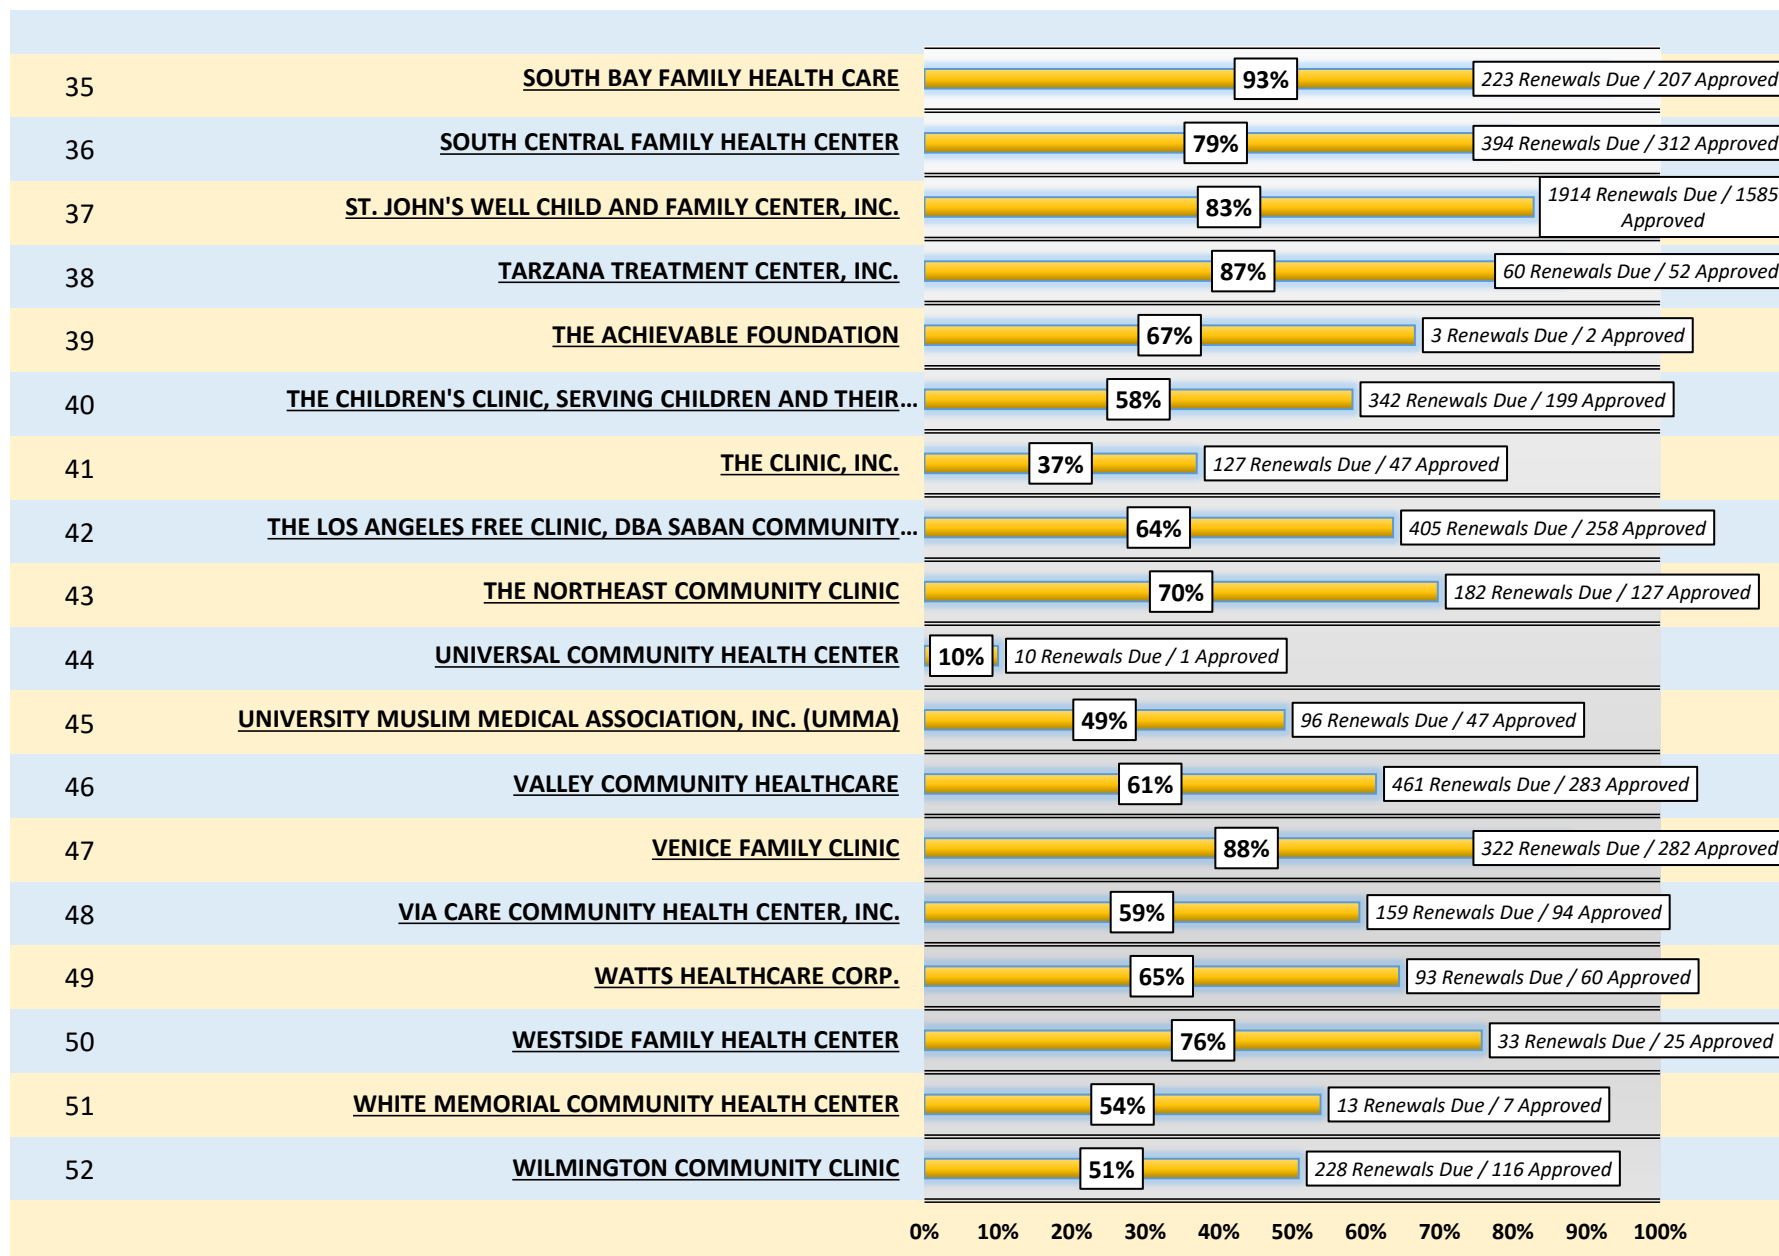 35 SOUTH BAY FAMILY HEALTH CARE 93% 223 Renewals Due / 207 Approved
36 SOUTH CENTRAL FAMILY HEALTH CENTER 79% 394 Renewals Due / 312 Approved
37 ST. JOHN'S WELL CHILD AND FAMILY CENTER, INC. 83% 1914 Renewals Due / 1585
Approved
38 TARZANA TREATMENT CENTER, INC. 87% 60 Renewals Due / 52 Approved
39 THE ACHIEVABLE FOUNDATION 67% 3 Renewals Due / 2 Approved
40 THE CHILDREN'S CLINIC, SERVING CHILDREN AND THEIR... 58% 342 Renewals Due / 199 Approved
41 THE CLINIC, INC. 37% 127 Renewals Due / 47 Approved
42 THE LOS ANGELES FREE CLINIC, DBA SABAN COMMUNITY... 64% 405 Renewals Due / 258 Approved
43 THE NORTHEAST COMMUNITY CLINIC 70% 182 Renewals Due / 127 Approved
44 UNIVERSAL COMMUNITY HEALTH CENTER 10% 10 Renewals Due / 1 Approved
45 UNIVERSITY MUSLIM MEDICAL ASSOCIATION, INC. (UMMA) 49% 96 Renewals Due / 47 Approved
46 VALLEY COMMUNITY HEALTHCARE 61% 461 Renewals Due / 283 Approved
47 VENICE FAMILY CLINIC 88% 322 Renewals Due / 282 Approved
48 VIA CARE COMMUNITY HEALTH CENTER, INC. 59% 159 Renewals Due / 94 Approved
49 WATTS HEALTHCARE CORP. 65% 93 Renewals Due / 60 Approved
50 WESTSIDE FAMILY HEALTH CENTER 76% 33 Renewals Due / 25 Approved
51 WHITE MEMORIAL COMMUNITY HEALTH CENTER 54% 13 Renewals Due / 7 Approved
52 WILMINGTON COMMUNITY CLINIC 51% 228 Renewals Due / 116 Approved
0% 10% 20% 30% 40% 50% 60% 70% 80% 90% 100%